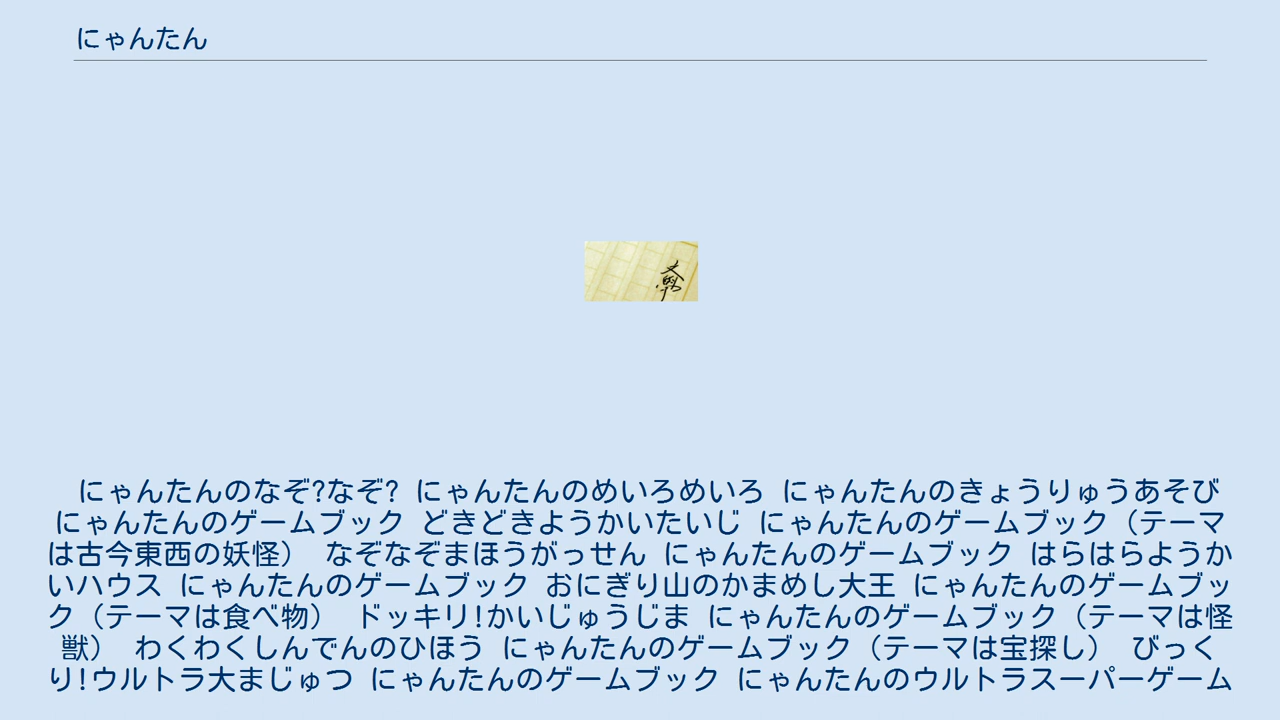 にゃんたん
にゃんたんのなぞ?なぞ? にゃんたんのめいろめいろ にゃんたんのきょうりゅうあそび
にゃんたんのゲームブック どきどきようかいたいじ にゃんたんのゲームブック（テーマ
は古今東西の妖怪） なぞなぞまほうがっせん にゃんたんのゲームブック はらはらようか
いハウス にゃんたんのゲームブック おにぎり山のかまめし大王 にゃんたんのゲームブッ
ク（テーマは食べ物） ドッキリ!かいじゅうじま にゃんたんのゲームブック（テーマは怪
獣） わくわくしんでんのひほう にゃんたんのゲームブック（テーマは宝探し） びっく
り!ウルトラ大まじゅつ にゃんたんのゲームブック にゃんたんのウルトラスーパーゲーム